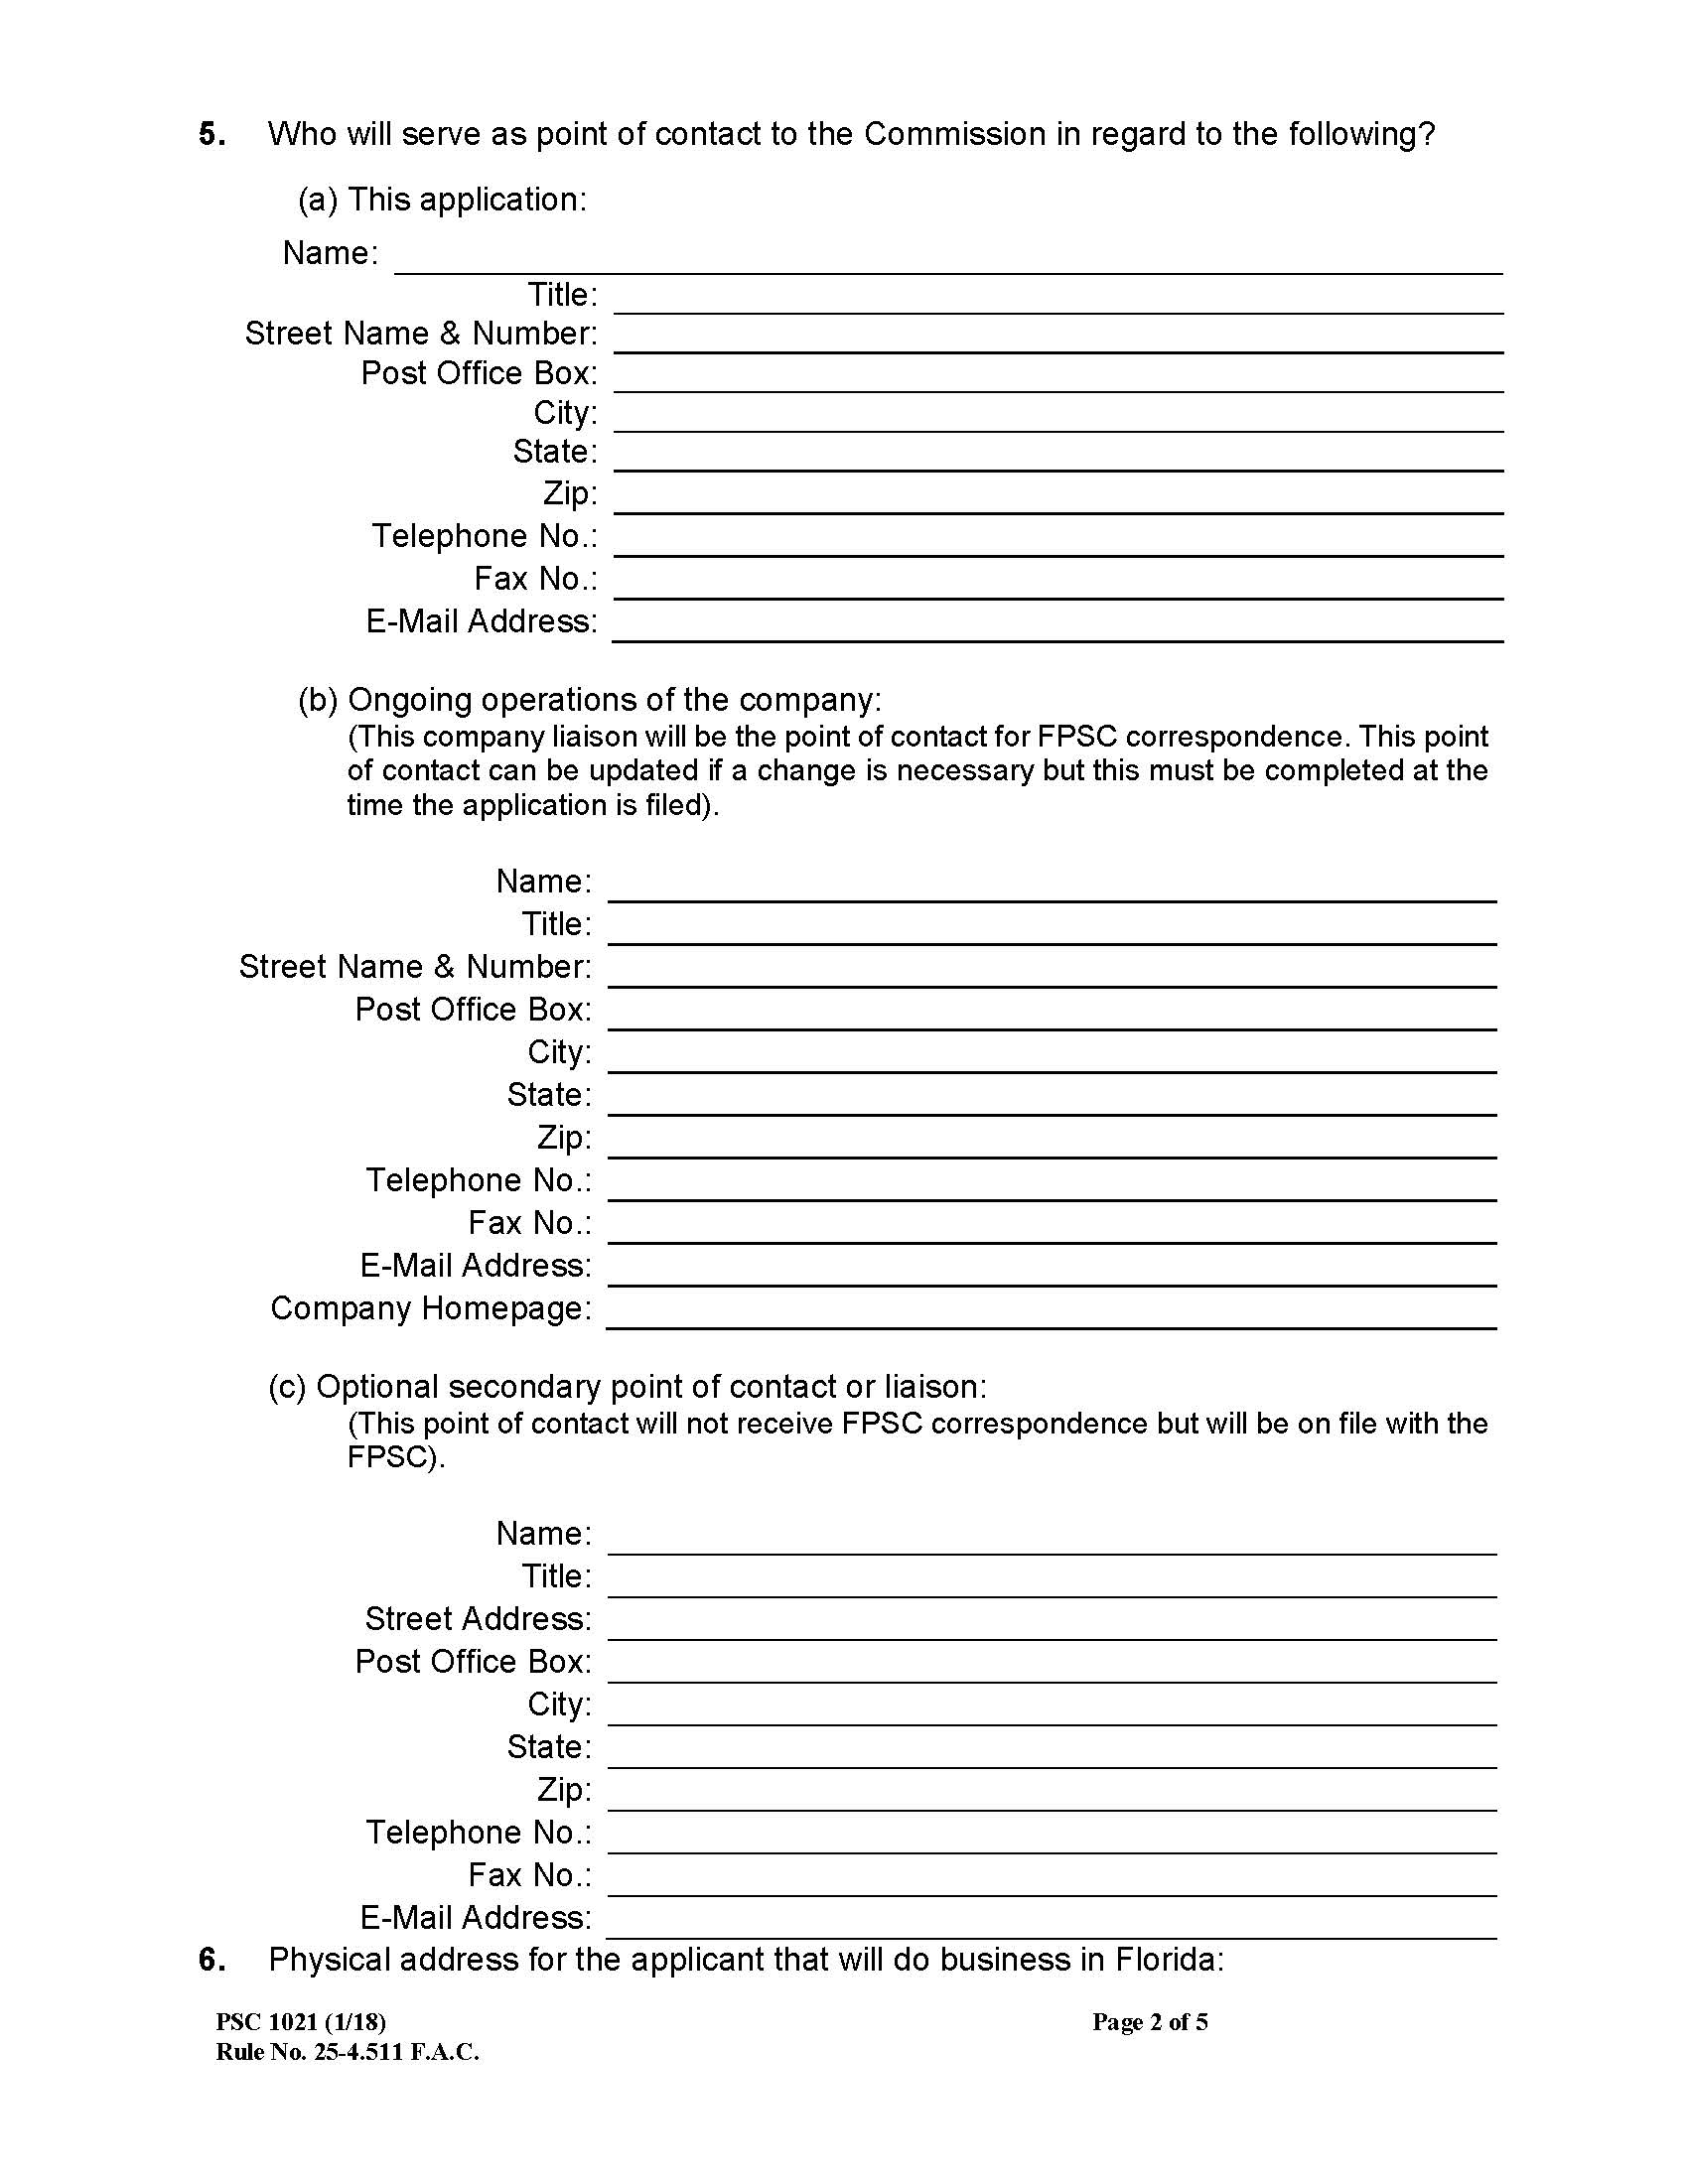 5. Who will serve as point of contact to the Commission in regard to the following?
(a) This application:
Name:
Title:
Street Name & Number:
Post Office Box:
City:
State:
Zip:
Telephone No.:
Fax No.:
E-Mail Address:
(b) Ongoing operations of the company:
(This company liaison will be the point of contact for FPSC correspondence. This point
of contact can be updated if a change is necessary but this must be completed at the
time the application is filed).
Name:
Title:
Street Name & Number:
Post Office Box:
City:
State:
Zip:
Telephone No.:
Fax No.:
E-Mail Address:
Company Homepage:
(c) Optional secondary point of contact or liaison:
(This point of contact will not receive FPSC correspondence but will be on file with the
FPSC).
Name:
Title:
Street Address:
Post Office Box:
City:
State:
Zip:
Telephone No.:
Fax No.:
E-Mail Address:
6. Physical address for the applicant that will do business in Florida:
PSC 1021 (1/18) Page 2 of 5
Rule No. 25-4.511 F.A.C.